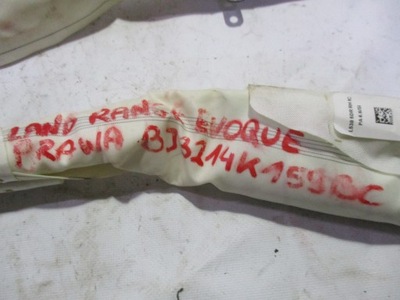 LAND RANGE EVOQUE
PRAWA BJ3214K159BC